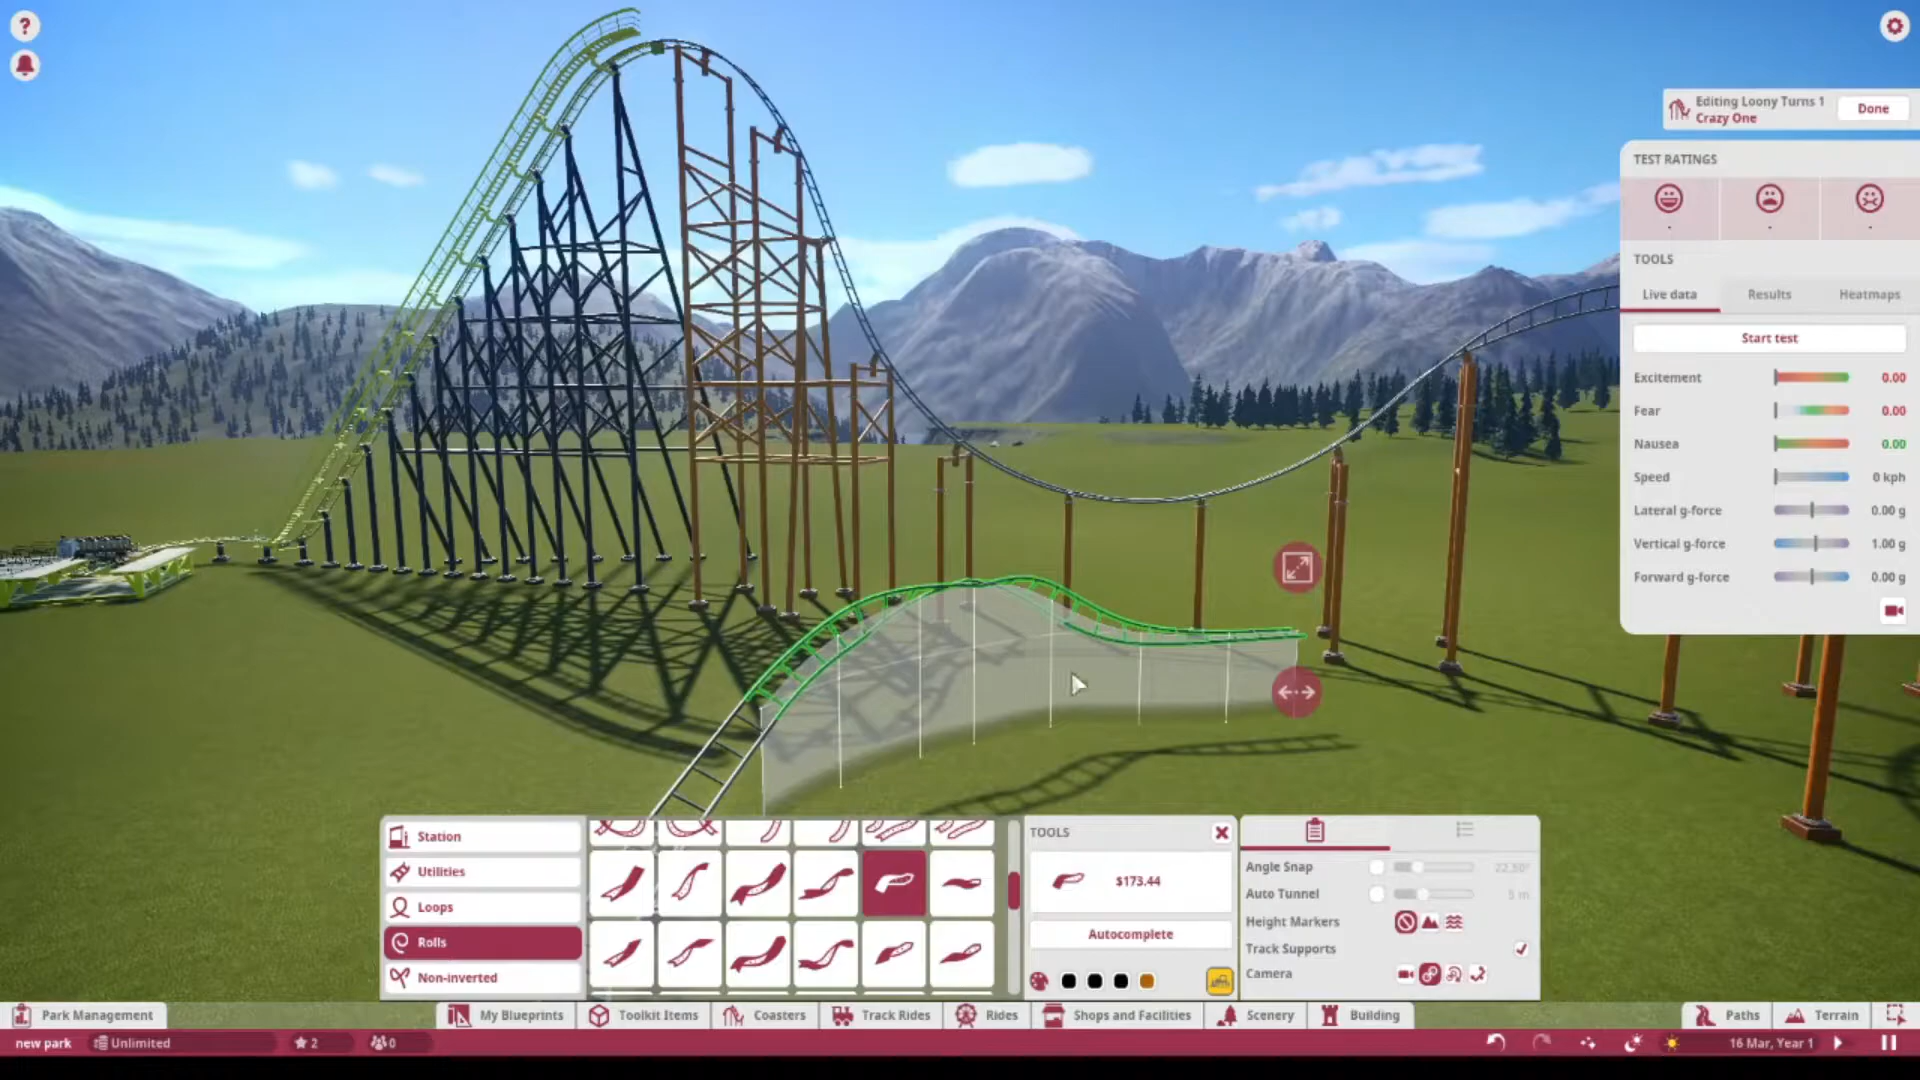 ?
Editing Loony Turns 1
Crazy One
Done
TEST RATINGS
TOOLS
Live data
Results
Heatmaps
Start test
Excitement 0.00
Fear 0.00
Nausea 0.00
Speed 0 kph
Lateral g-force 0.00 g
Vertical g-force 1.00 g
Forward g-force 0.00 g
Station
Utilities
Loops
Rolls
Non-inverted
TOOLS
$173.44
Autocomplete
Angle Snap 22.50°
Auto Tunnel 5 m
Height Markers
Track Supports
Camera
Park Management
My Blueprints
Toolkit Items
Coasters
Track Rides
Rides
Shops and Facilities
Scenery
Building
Paths
Terrain
new park
Unlimited
2
0
16 Mar, Year 1